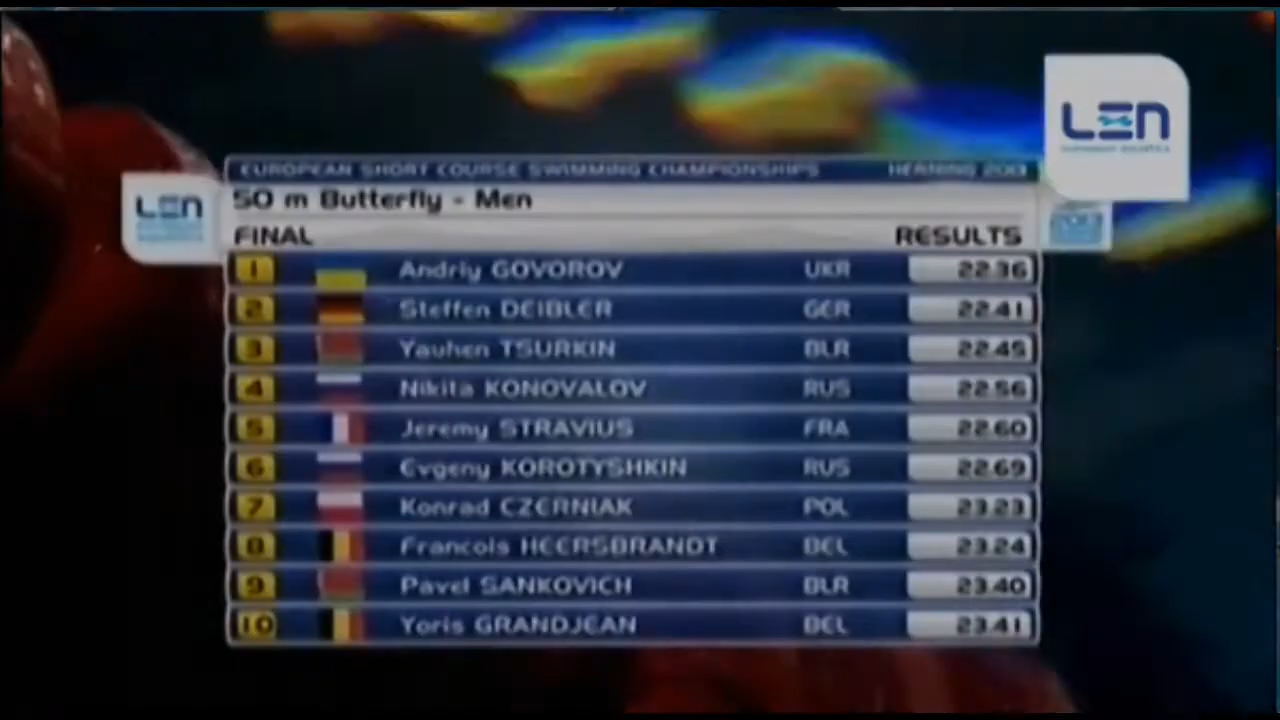 LEN
EUROPEAN SHORT COURSE SWIMMING CHAMPIONSHIPS HERNING 2013
LEN
50 m Butterfly - Men
FINAL RESULTS
1 Andriy GOVOROV UKR 22.36
2 Steffen DEIBLER GER 22.41
3 Yauhen TSURKIN BLR 22.45
4 Nikita KONOVALOV RUS 22.56
5 Jeremy STRAVIUS FRA 22.60
6 Evgeny KOROTYSHKIN RUS 22.69
7 Konrad CZERNIAK POL 23.23
8 Francois HEERSBRANDT BEL 23.24
9 Pavel SANKOVICH BLR 23.40
10 Yoris GRANDJEAN BEL 23.41